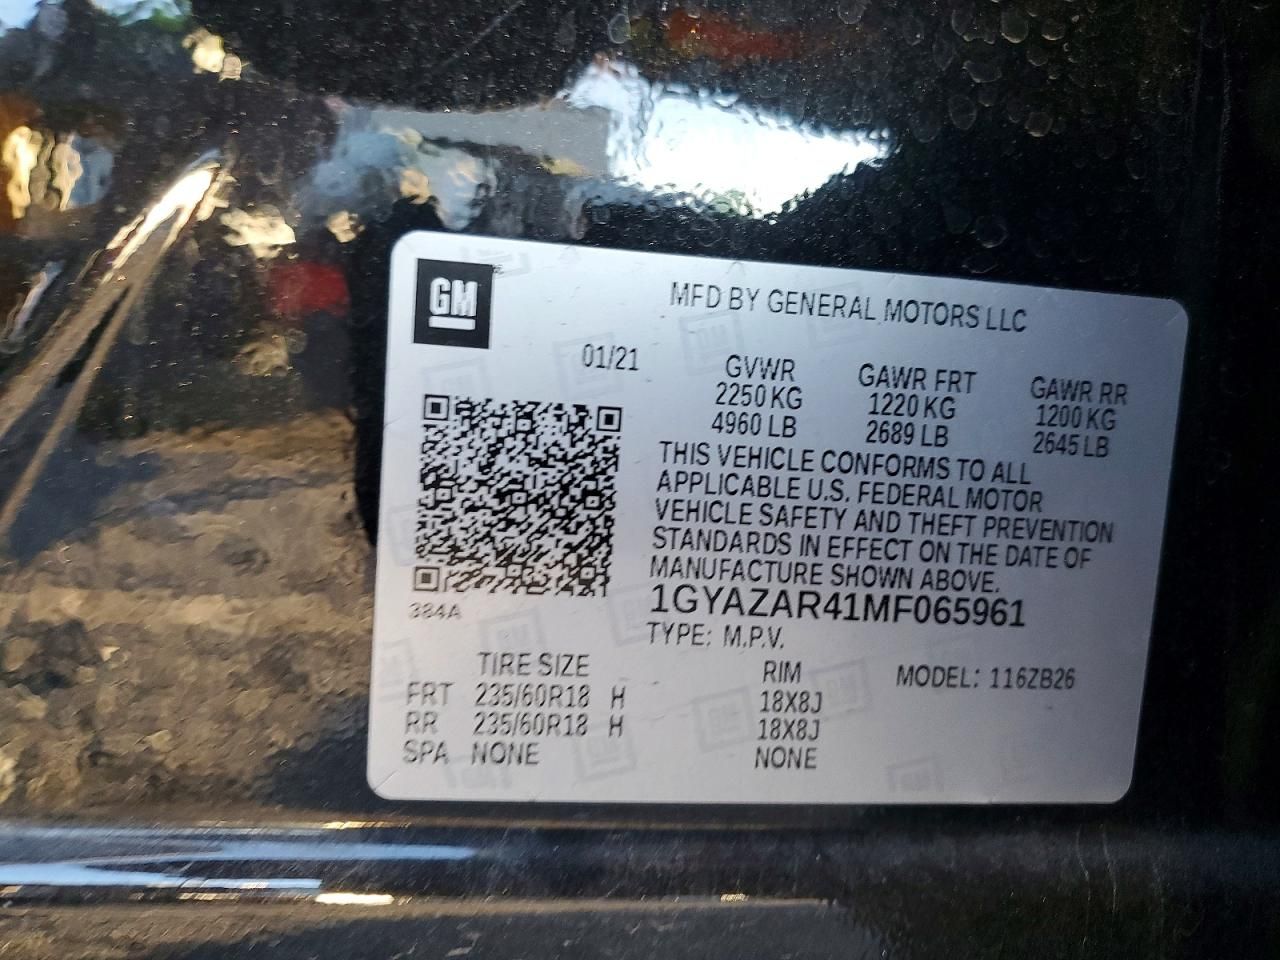 GM
MFD BY GENERAL MOTORS LLC
01/21
GVWR GAWR FRT GAWR RR
2250 KG 1220 KG 1200 KG
4960 LB 2689 LB 2645 LB
THIS VEHICLE CONFORMS TO ALL
APPLICABLE U.S. FEDERAL MOTOR
VEHICLE SAFETY AND THEFT PREVENTION
STANDARDS IN EFFECT ON THE DATE OF
MANUFACTURE SHOWN ABOVE.
1GYAZAR41MF065961
384A
TYPE: M.P.V.
TIRE SIZE RIM MODEL: 116ZB26
FRT 235/60R18 H 18X8J
RR 235/60R18 H 18X8J
SPA NONE NONE